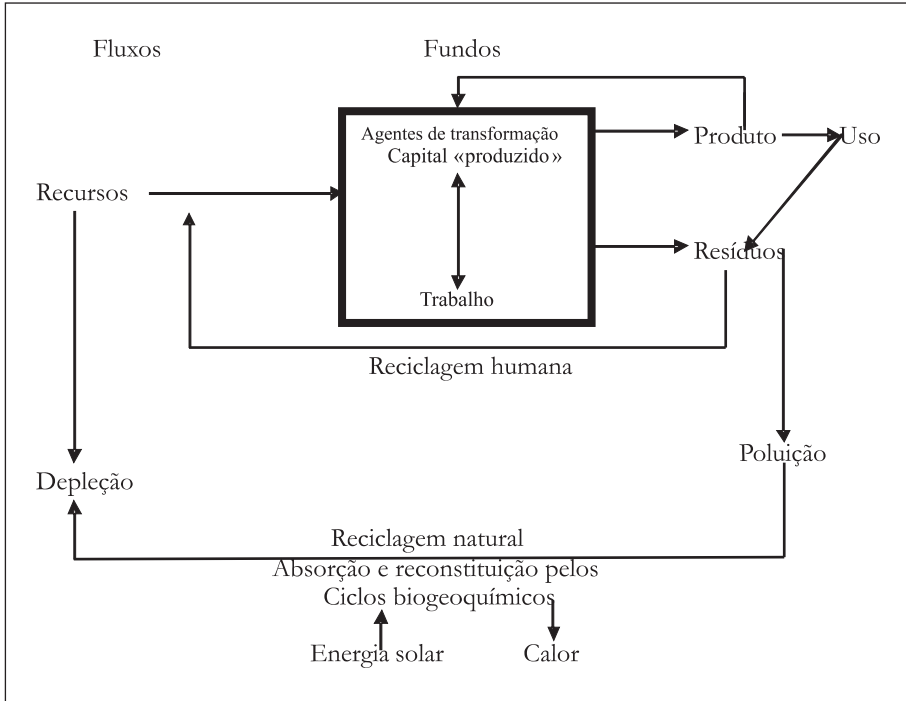 Fluxos
Fundos
Agentes de transformação
Capital «produzido»
Produto
Uso
Recursos
Resíduos
Trabalho
Reciclagem humana
Poluição
Depleção
Reciclagem natural
Absorção e reconstituição pelos
Ciclos biogeoquímicos
Energia solar
Calor